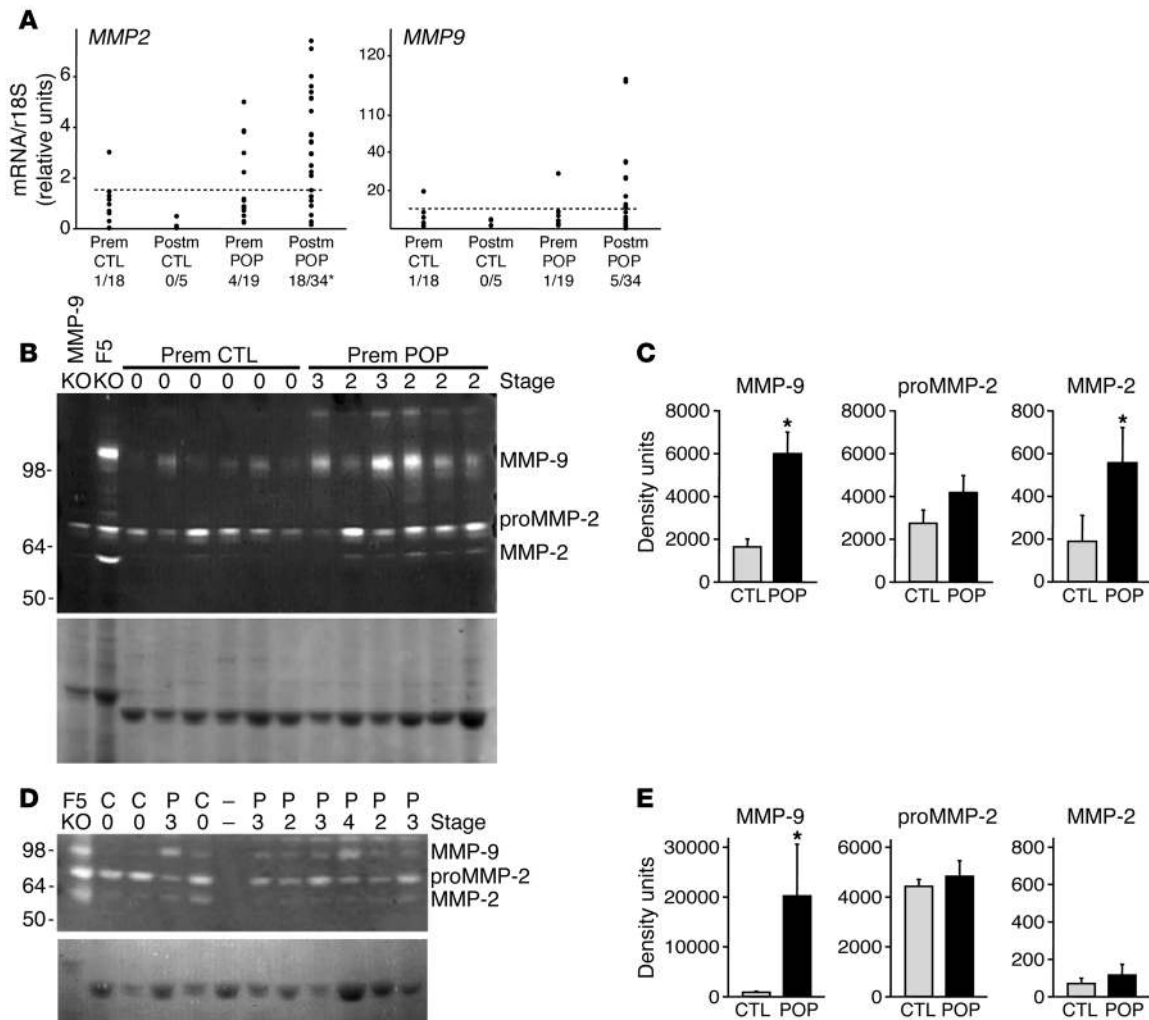 A
MMP2
MMP9
mRNA/r18S
(relative units)
6
4
2
0
120
110
40
20
Prem CTL 1/18
Postm CTL 0/5
Prem POP 4/19
Postm POP 18/34*
Prem CTL 1/18
Postm CTL 0/5
Prem POP 1/19
Postm POP 5/34
B
MMP-9 KO
F5 KO
Prem CTL
Prem POP
0 0 0 0 0 0 3 2 3 2 2 2 Stage
98-
64-
50-
MMP-9
proMMP-2
MMP-2
C
MMP-9
proMMP-2
MMP-2
Density units
8000
6000
4000
2000
0
*
CTL POP
8000
6000
4000
2000
0
CTL POP
800
600
400
200
0
*
CTL POP
D
F5 C C P C – P P P P P P
KO 0 0 3 0 – 3 2 3 4 2 3 Stage
98-
64-
50-
MMP-9
proMMP-2
MMP-2
E
MMP-9
proMMP-2
MMP-2
Density units
30000
20000
10000
0
*
CTL POP
6000
4000
2000
0
CTL POP
800
600
400
200
0
CTL POP